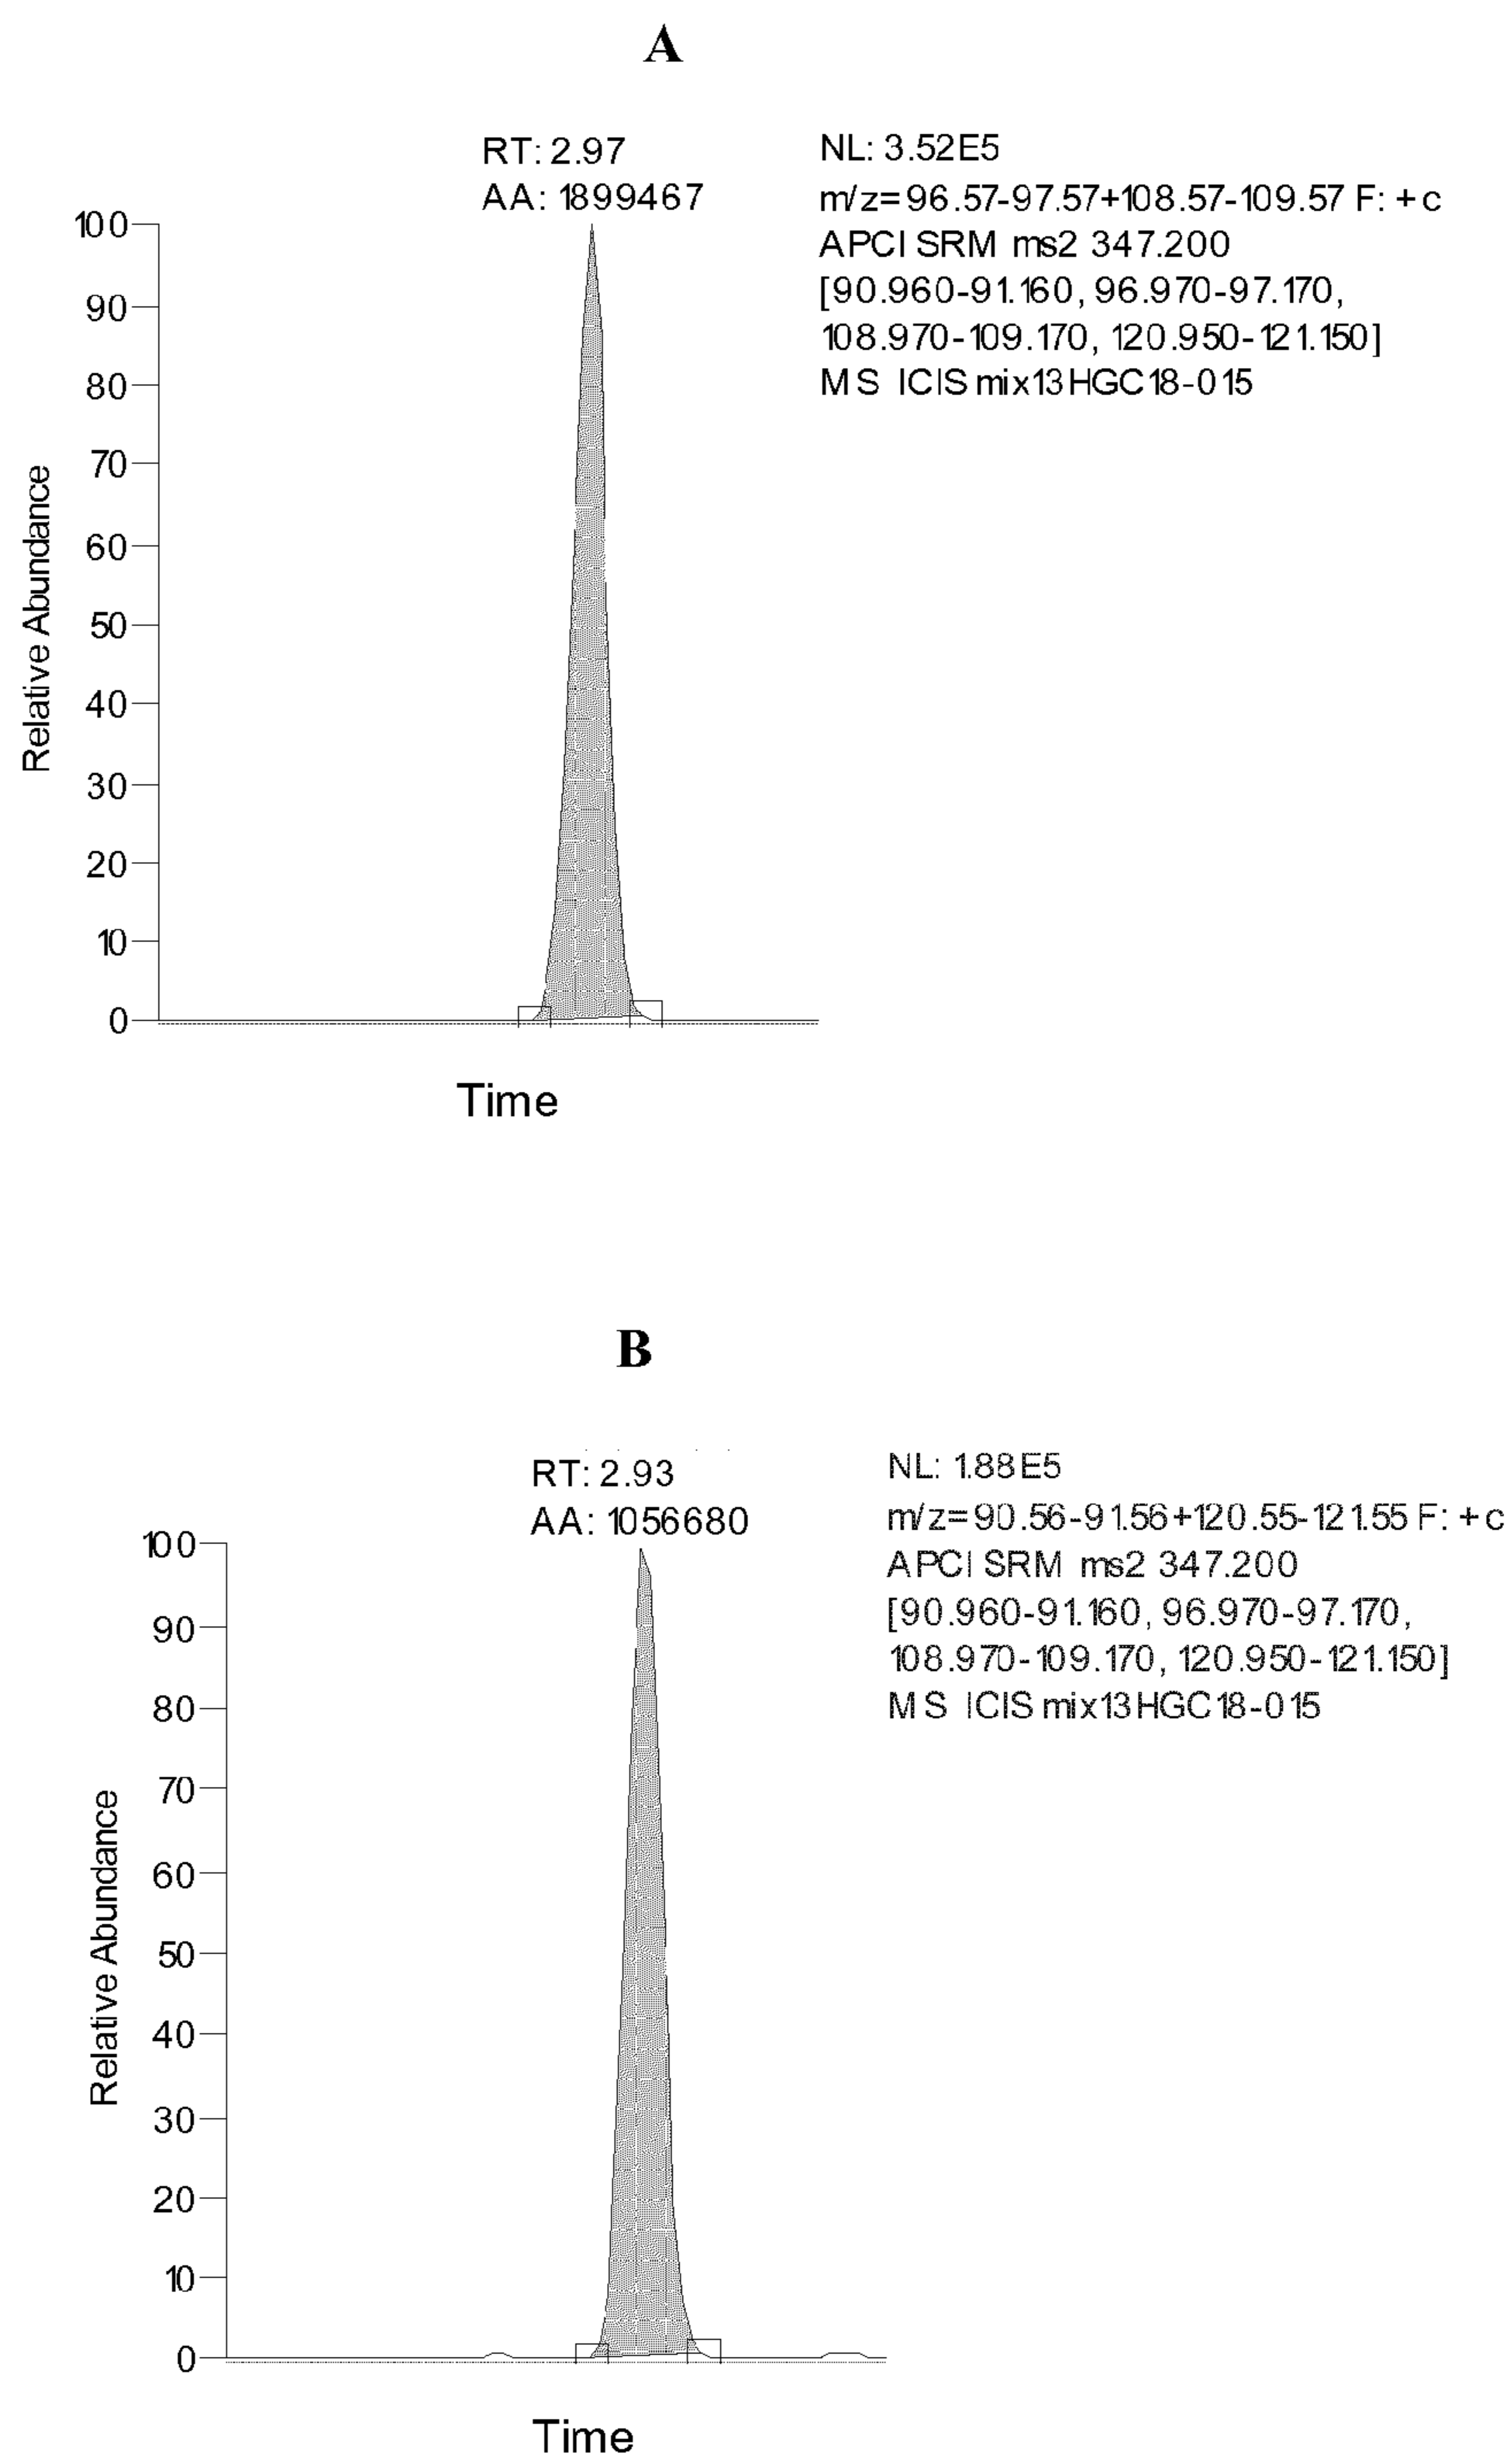 A
RT: 2.97
AA: 1899467
NL: 3.52E5
m/z=96.57-97.57+108.57-109.57 F: +c
APCI SRM ms2 347.200
[90.960-91.160, 96.970-97.170,
108.970-109.170, 120.950-121.150]
MS ICIS mix13HGC18-015
100
90
80
70
60
50
40
30
20
10
0
Relative Abundance
Time
B
RT: 2.93
AA: 1056680
NL: 1.88E5
m/z=90.56-91.56+120.55-121.55 F: +c
APCI SRM ms2 347.200
[90.960-91.160, 96.970-97.170,
108.970-109.170, 120.950-121.150]
MS ICIS mix13HGC18-015
100
90
80
70
60
50
40
30
20
10
0
Relative Abundance
Time